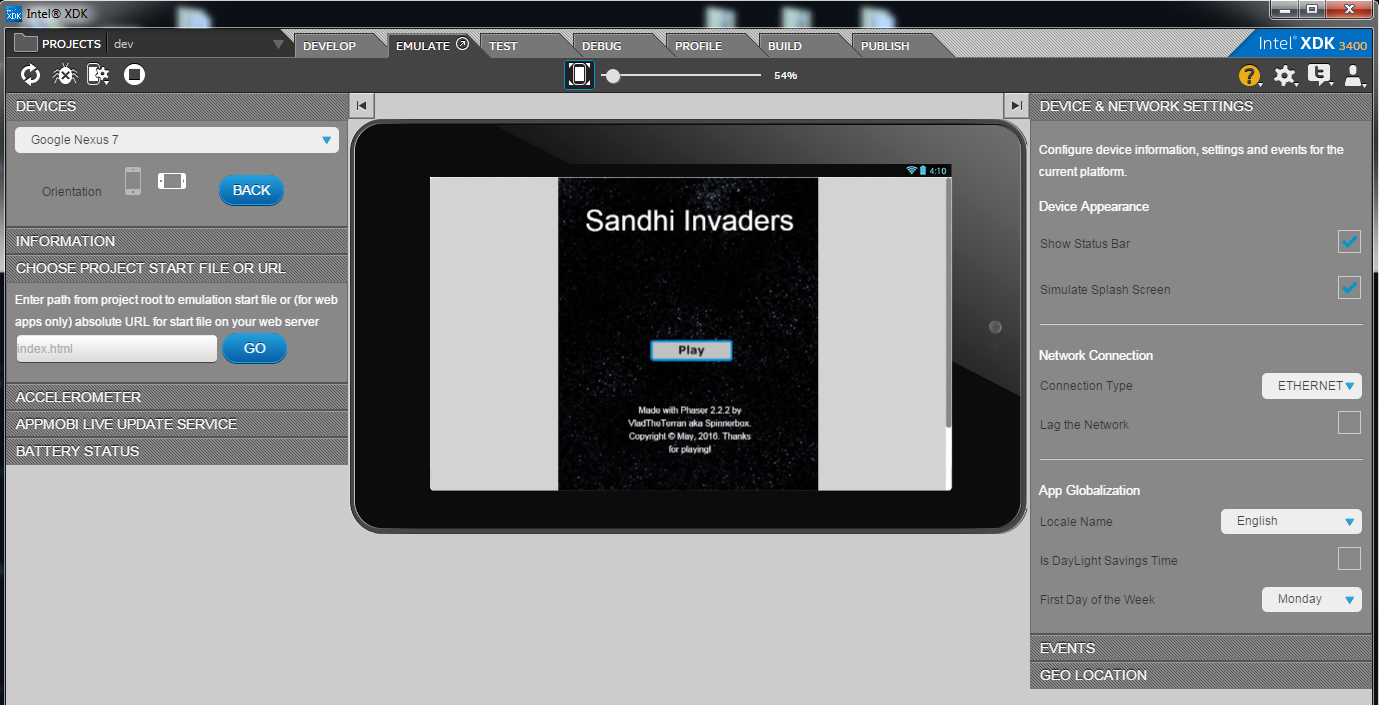 Intel® XDK
PROJECTS dev
DEVELOP EMULATE TEST DEBUG PROFILE BUILD PUBLISH
Intel® XDK 3400
54%
DEVICES
Google Nexus 7
Orientation
BACK
INFORMATION
CHOOSE PROJECT START FILE OR URL
Enter path from project root to emulation start file or (for web
apps only) absolute URL for start file on your web server
index.html
GO
ACCELEROMETER
APPMOBI LIVE UPDATE SERVICE
BATTERY STATUS
4:10
Sandhi Invaders
Play
Made with Phaser 2.2.2 by
VladTheTerran aka Spinnerbox.
Copyright © May, 2016. Thanks
for playing!
DEVICE & NETWORK SETTINGS
Configure device information, settings and events for the
current platform.
Device Appearance
Show Status Bar
Simulate Splash Screen
Network Connection
Connection Type ETHERNET
Lag the Network
App Globalization
Locale Name English
Is DayLight Savings Time
First Day of the Week Monday
EVENTS
GEO LOCATION